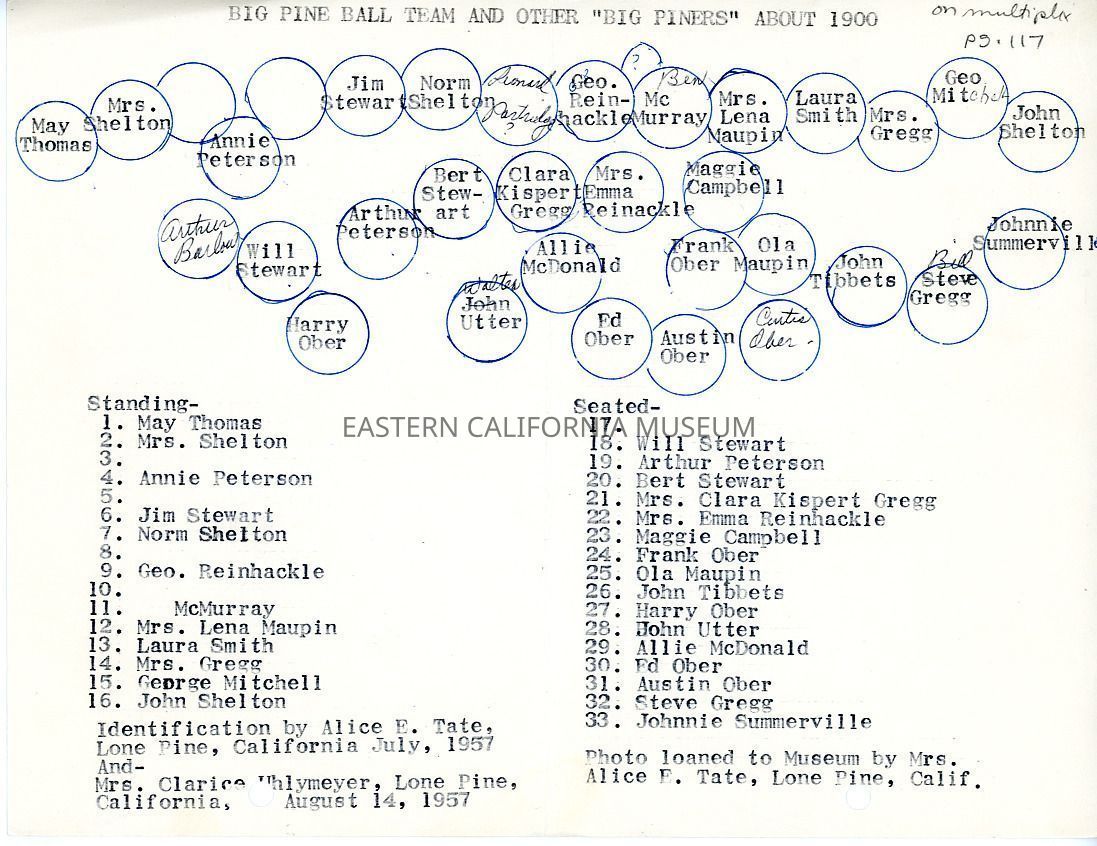 BIG PINE BALL TEAM AND OTHER "BIG PINERS" ABOUT 1900
on multiplix
pg. 117
May Thomas
Mrs. Shelton
Annie Peterson
Jim Stewart
Norm Shelton
Leonard Partridge ?
Geo. Rein-hackle
?
Ben Mc Murray
Mrs. Lena Maupin
Laura Smith
Mrs. Gregg
Geo Mitchell
John Shelton
Bert Stew-art
Clara Kispert Gregg
Mrs. Emma Reinackle
Maggie Campbell
Arthur Barlow
Will Stewart
Arthur Peterson
Allie McDonald
Frank Ober
Ola Maupin
John Tibbets
Bill Steve Gregg
Johnnie Summerville
Harry Ober
Walter John Utter
Ed Ober
Austin Ober
Curtis Ober -
Standing-
1. May Thomas
2. Mrs. Shelton
3.
4. Annie Peterson
5.
6. Jim Stewart
7. Norm Shelton
8.
9. Geo. Reinhackle
10.
11. McMurray
12. Mrs. Lena Maupin
13. Laura Smith
14. Mrs. Gregg
15. George Mitchell
16. John Shelton
Identification by Alice E. Tate,
Lone Pine, California July, 1957
And-
Mrs. Clarice Uhlymeyer, Lone Pine,
California, August 14, 1957
Seated-
17.
18. Will Stewart
19. Arthur Peterson
20. Bert Stewart
21. Mrs. Clara Kispert Gregg
22. Mrs. Emma Reinhackle
23. Maggie Campbell
24. Frank Ober
25. Ola Maupin
26. John Tibbets
27. Harry Ober
28. John Utter
29. Allie McDonald
30. Ed Ober
31. Austin Ober
32. Steve Gregg
33. Johnnie Summerville
Photo loaned to Museum by Mrs.
Alice E. Tate, Lone Pine, Calif.
EASTERN CALIFORNIA MUSEUM